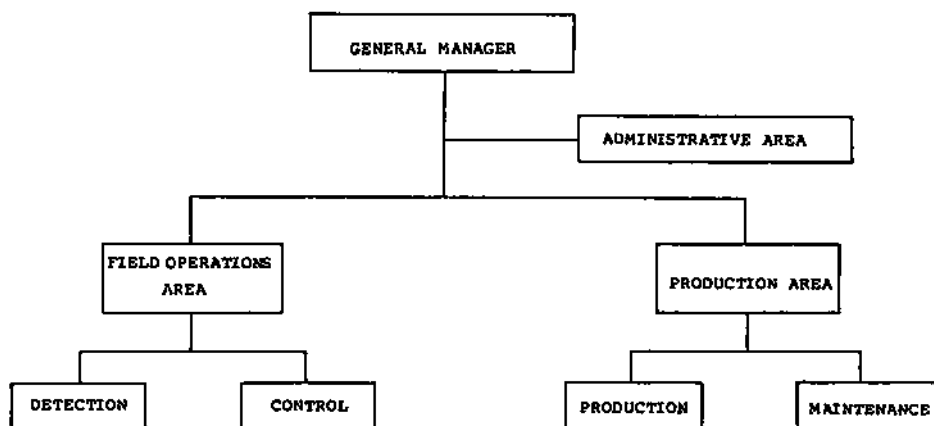 GENERAL MANAGER
ADMINISTRATIVE AREA
FIELD OPERATIONS
AREA
PRODUCTION AREA
DETECTION
CONTROL
PRODUCTION
MAINTENANCE